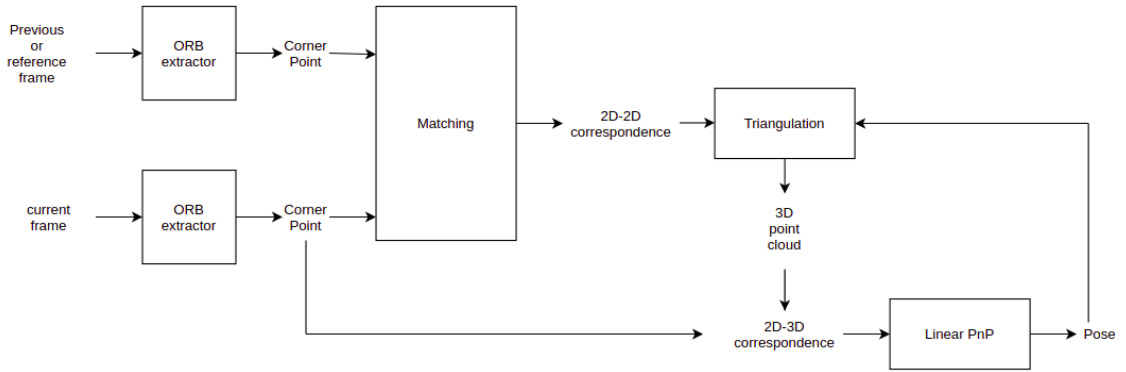 Previous
or
reference
frame
ORB
extractor
Corner
Point
Matching
2D-2D
correspondence
Triangulation
current
frame
ORB
extractor
Corner
Point
3D
point
cloud
2D-3D
correspondence
Linear PnP
Pose